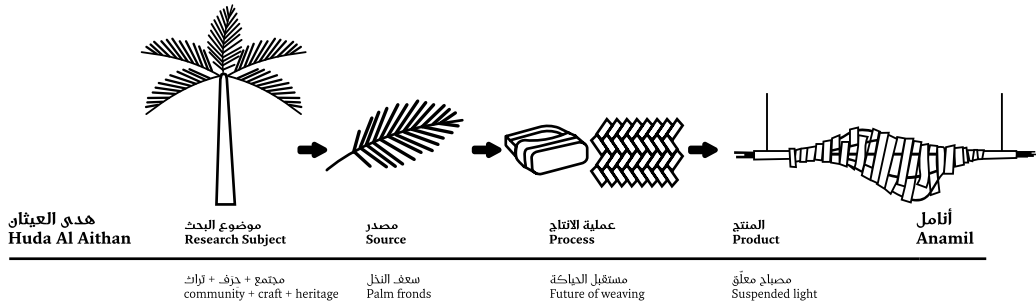 هدى العيثان
Huda Al Aithan
موضوع البحث
Research Subject
مصدر
Source
عملية الانتاج
Process
المنتج
Product
أنامل
Anamil
مجتمع + حِرَف + تراث
community + craft + heritage
سعف النخل
Palm fronds
مستقبل الحياكة
Future of weaving
مصباح معلّق
Suspended light